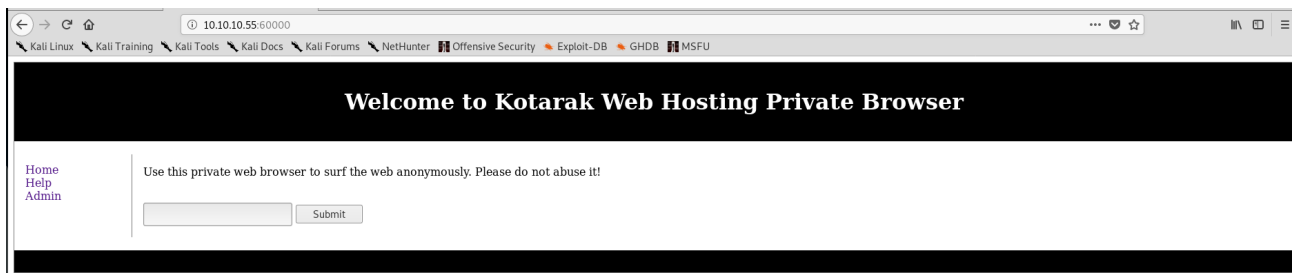 10.10.10.55:60000
Kali Linux Kali Training Kali Tools Kali Docs Kali Forums NetHunter Offensive Security Exploit-DB GHDB MSFU
Welcome to Kotarak Web Hosting Private Browser
Home
Help
Admin
Use this private web browser to surf the web anonymously. Please do not abuse it!
Submit